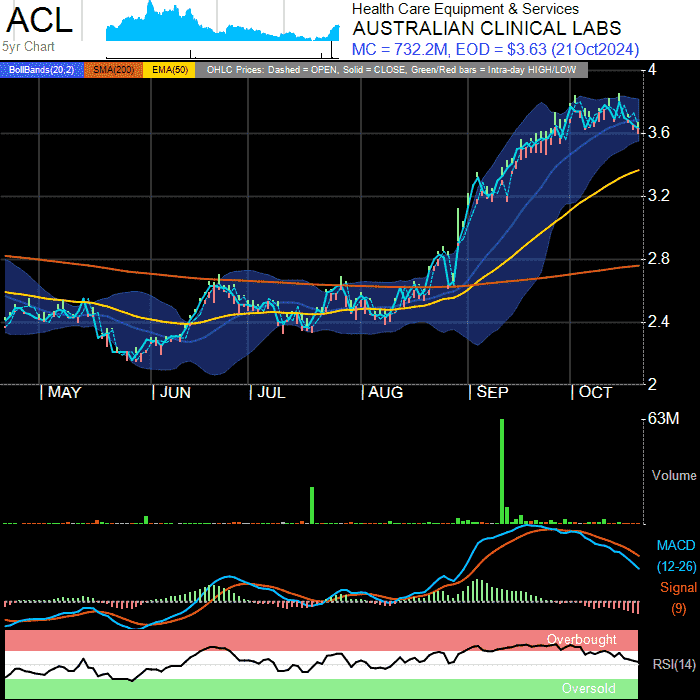 ACL
5yr Chart
Health Care Equipment & Services
AUSTRALIAN CLINICAL LABS
MC = 732.2M, EOD = $3.63 (21Oct2024)
BollBands(20,2) SMA(200) EMA(50) OHLC Prices: Dashed = OPEN, Solid = CLOSE, Green/Red bars = Intra-day HIGH/LOW
4
3.6
3.2
2.8
2.4
2
MAY JUN JUL AUG SEP OCT
63M
Volume
MACD
(12-26)
Signal
(9)
Overbought
RSI(14)
Oversold